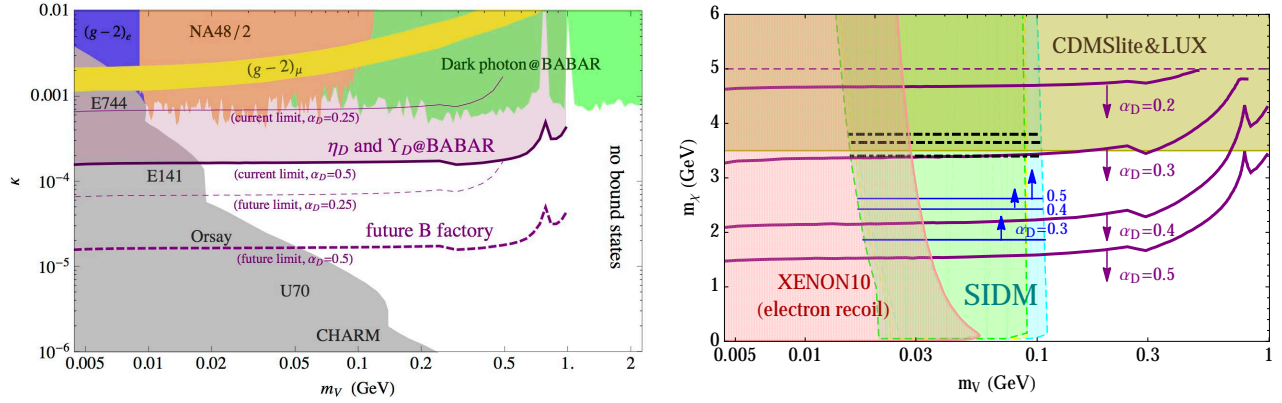 (g−2)e
NA48/2
(g−2)μ
Dark photon@BABAR
E744
(current limit, αD=0.25)
ηD and ΥD@BABAR
(current limit, αD=0.5)
E141
(future limit, αD=0.25)
Orsay
future B factory
(future limit, αD=0.5)
U70
CHARM
no bound states
0.01
0.001
10−4
10−5
10−6
κ
0.005
0.01
0.02
0.05
0.1
0.2
0.5
1.
2
mV (GeV)
6
5
4
3
2
1
0
mχ (GeV)
CDMSlite&LUX
αD=0.2
αD=0.3
0.5
0.4
αD=0.3
αD=0.4
αD=0.5
XENON10
(electron recoil)
SIDM
0.005
0.01
0.03
0.1
0.3
1
mV (GeV)